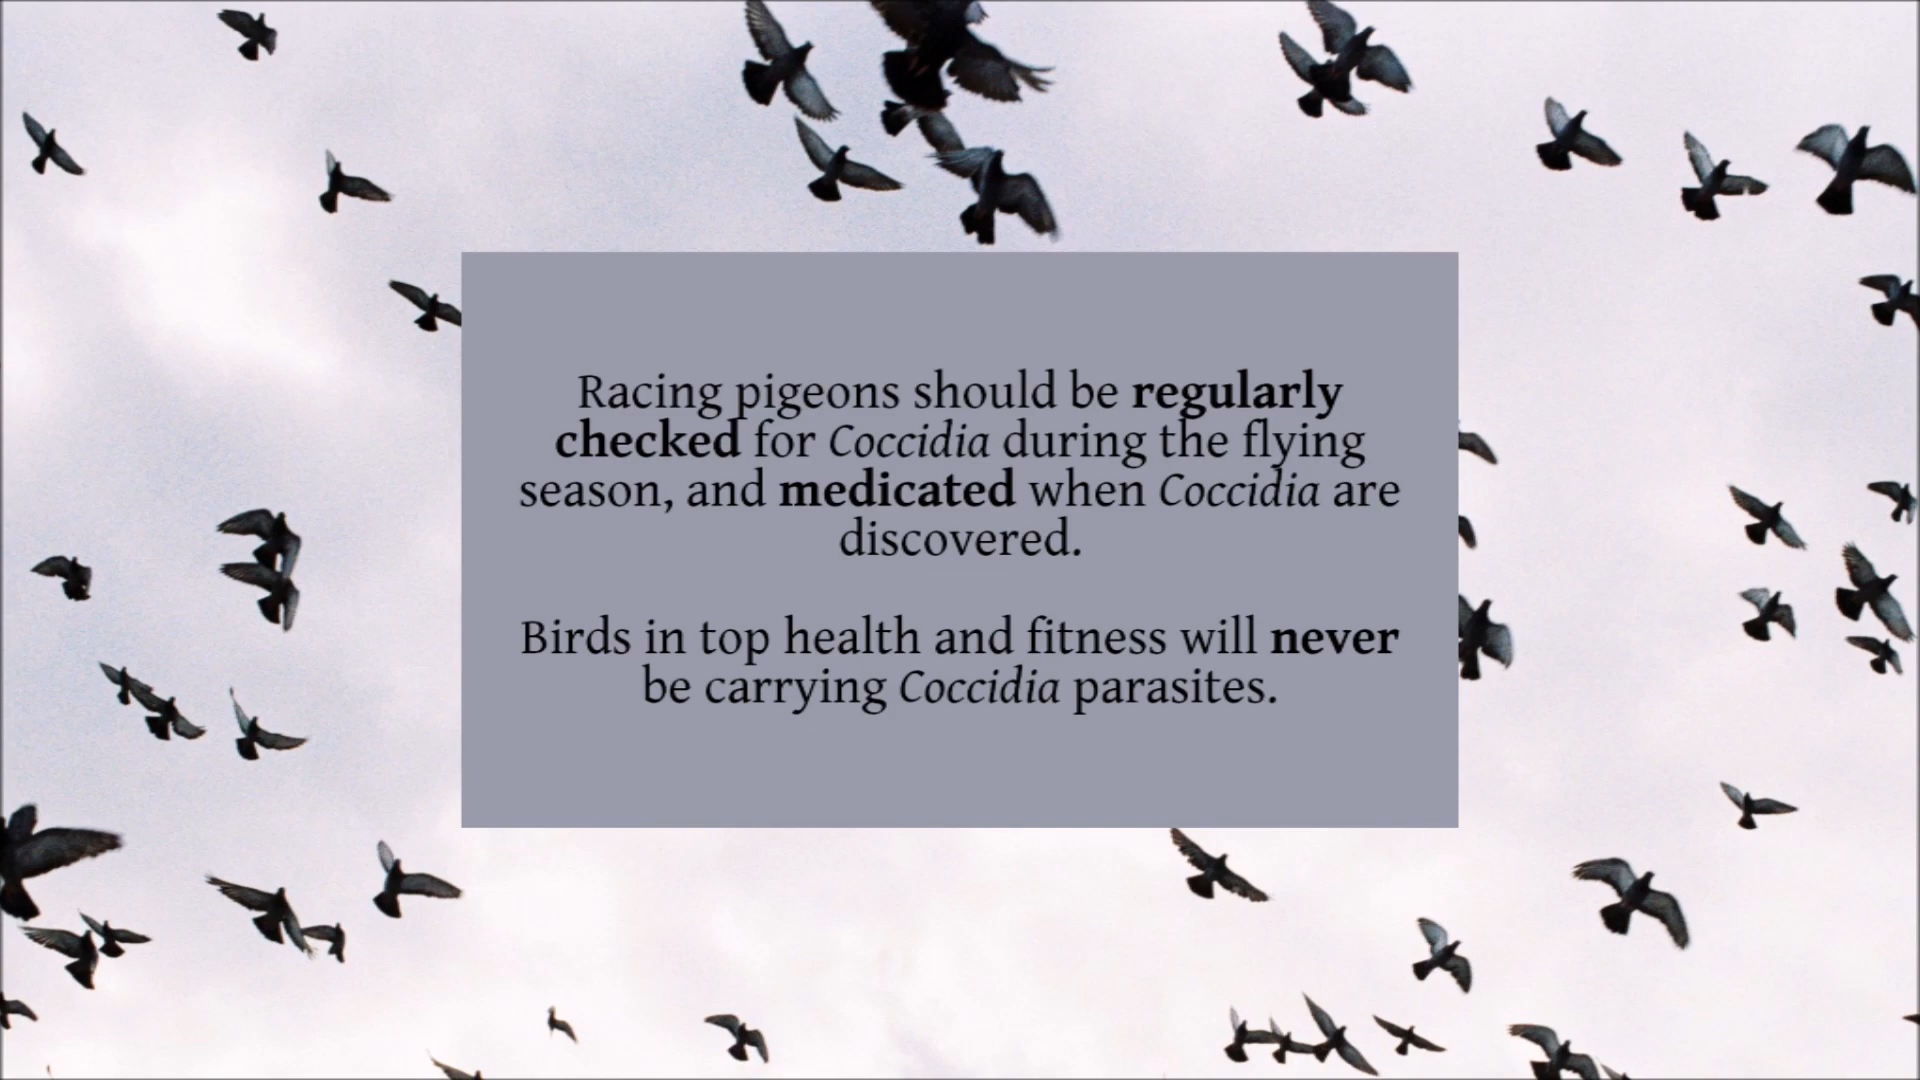 Racing pigeons should be regularly
checked for Coccidia during the flying
season, and medicated when Coccidia are
discovered.
Birds in top health and fitness will never
be carrying Coccidia parasites.